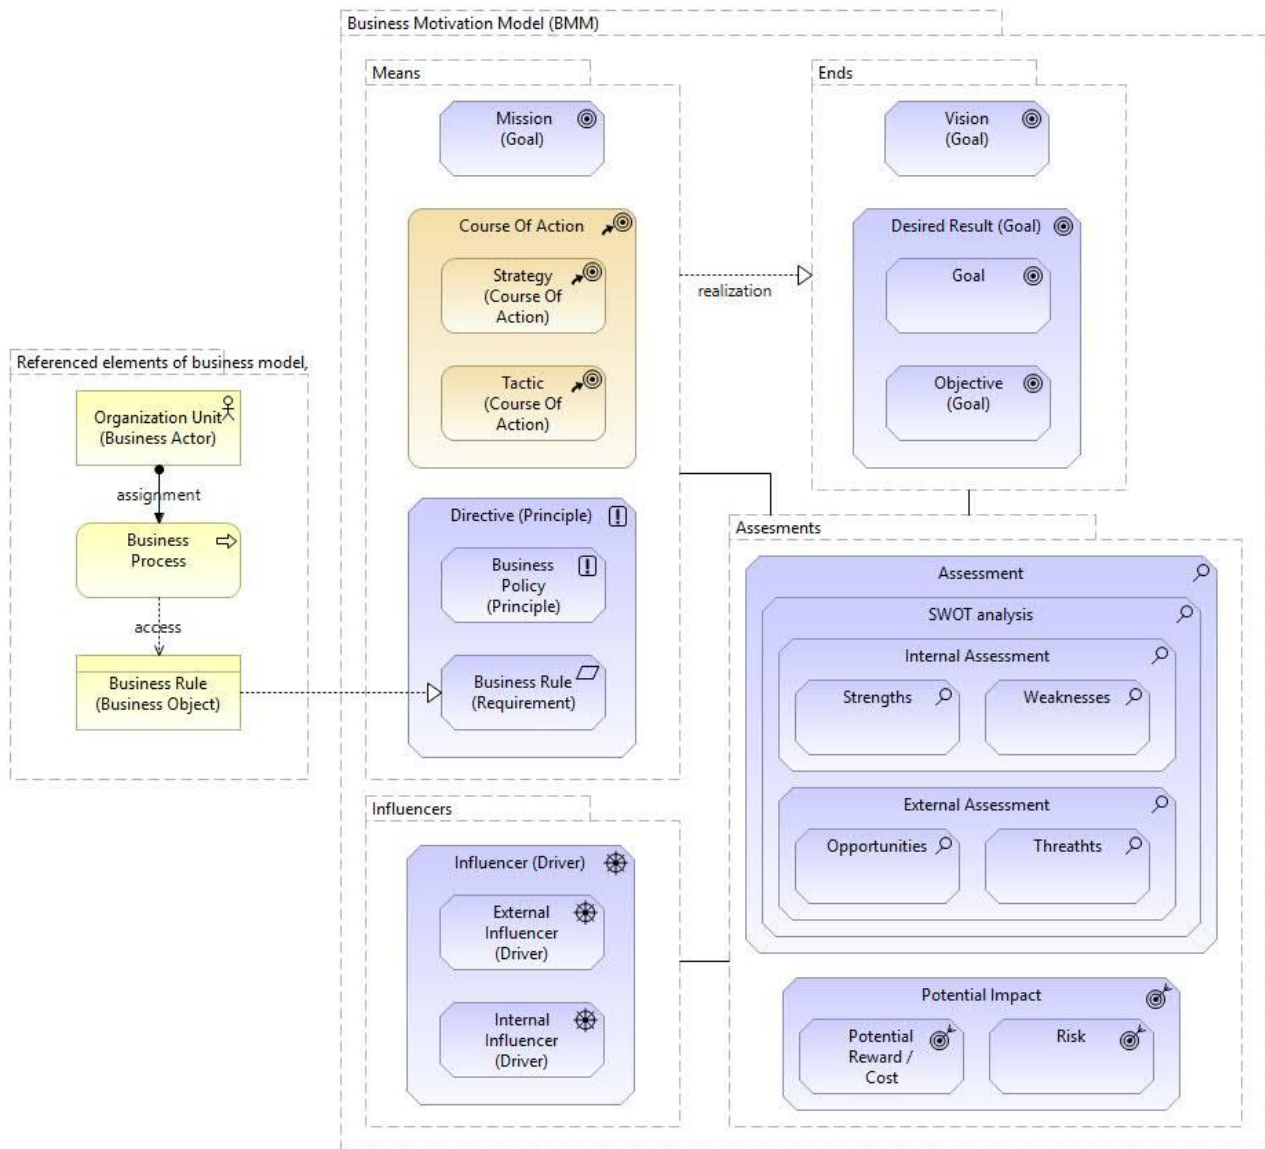 Business Motivation Model (BMM)
Means
Mission
(Goal)
Course Of Action
Strategy
(Course Of
Action)
Tactic
(Course Of
Action)
Directive (Principle)
Business
Policy
(Principle)
Business Rule
(Requirement)
realization
Ends
Vision
(Goal)
Desired Result (Goal)
Goal
Objective
(Goal)
Referenced elements of business model,
Organization Unit
(Business Actor)
assignment
Business
Process
access
Business Rule
(Business Object)
Influencers
Influencer (Driver)
External
Influencer
(Driver)
Internal
Influencer
(Driver)
Assesments
Assessment
SWOT analysis
Internal Assessment
Strengths
Weaknesses
External Assessment
Opportunities
Threathts
Potential Impact
Potential
Reward /
Cost
Risk